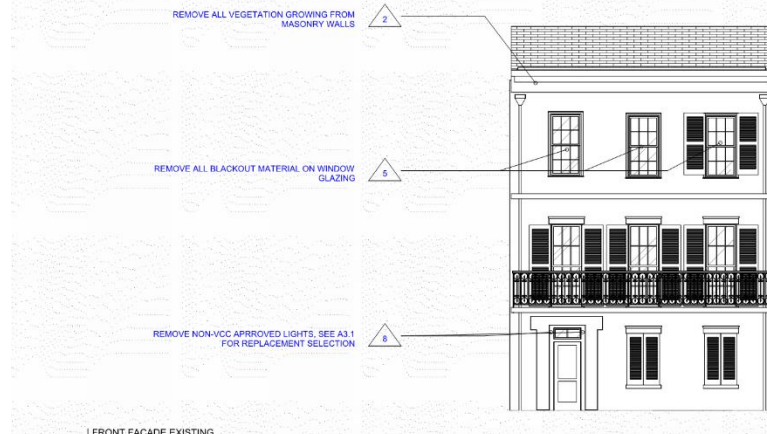 REMOVE ALL VEGETATION GROWING FROM
MASONRY WALLS
2
REMOVE ALL BLACKOUT MATERIAL ON WINDOW
GLAZING
5
REMOVE NON-VCC APRROVED LIGHTS, SEE A3.1
FOR REPLACEMENT SELECTION
8
FRONT FACADE EXISTING